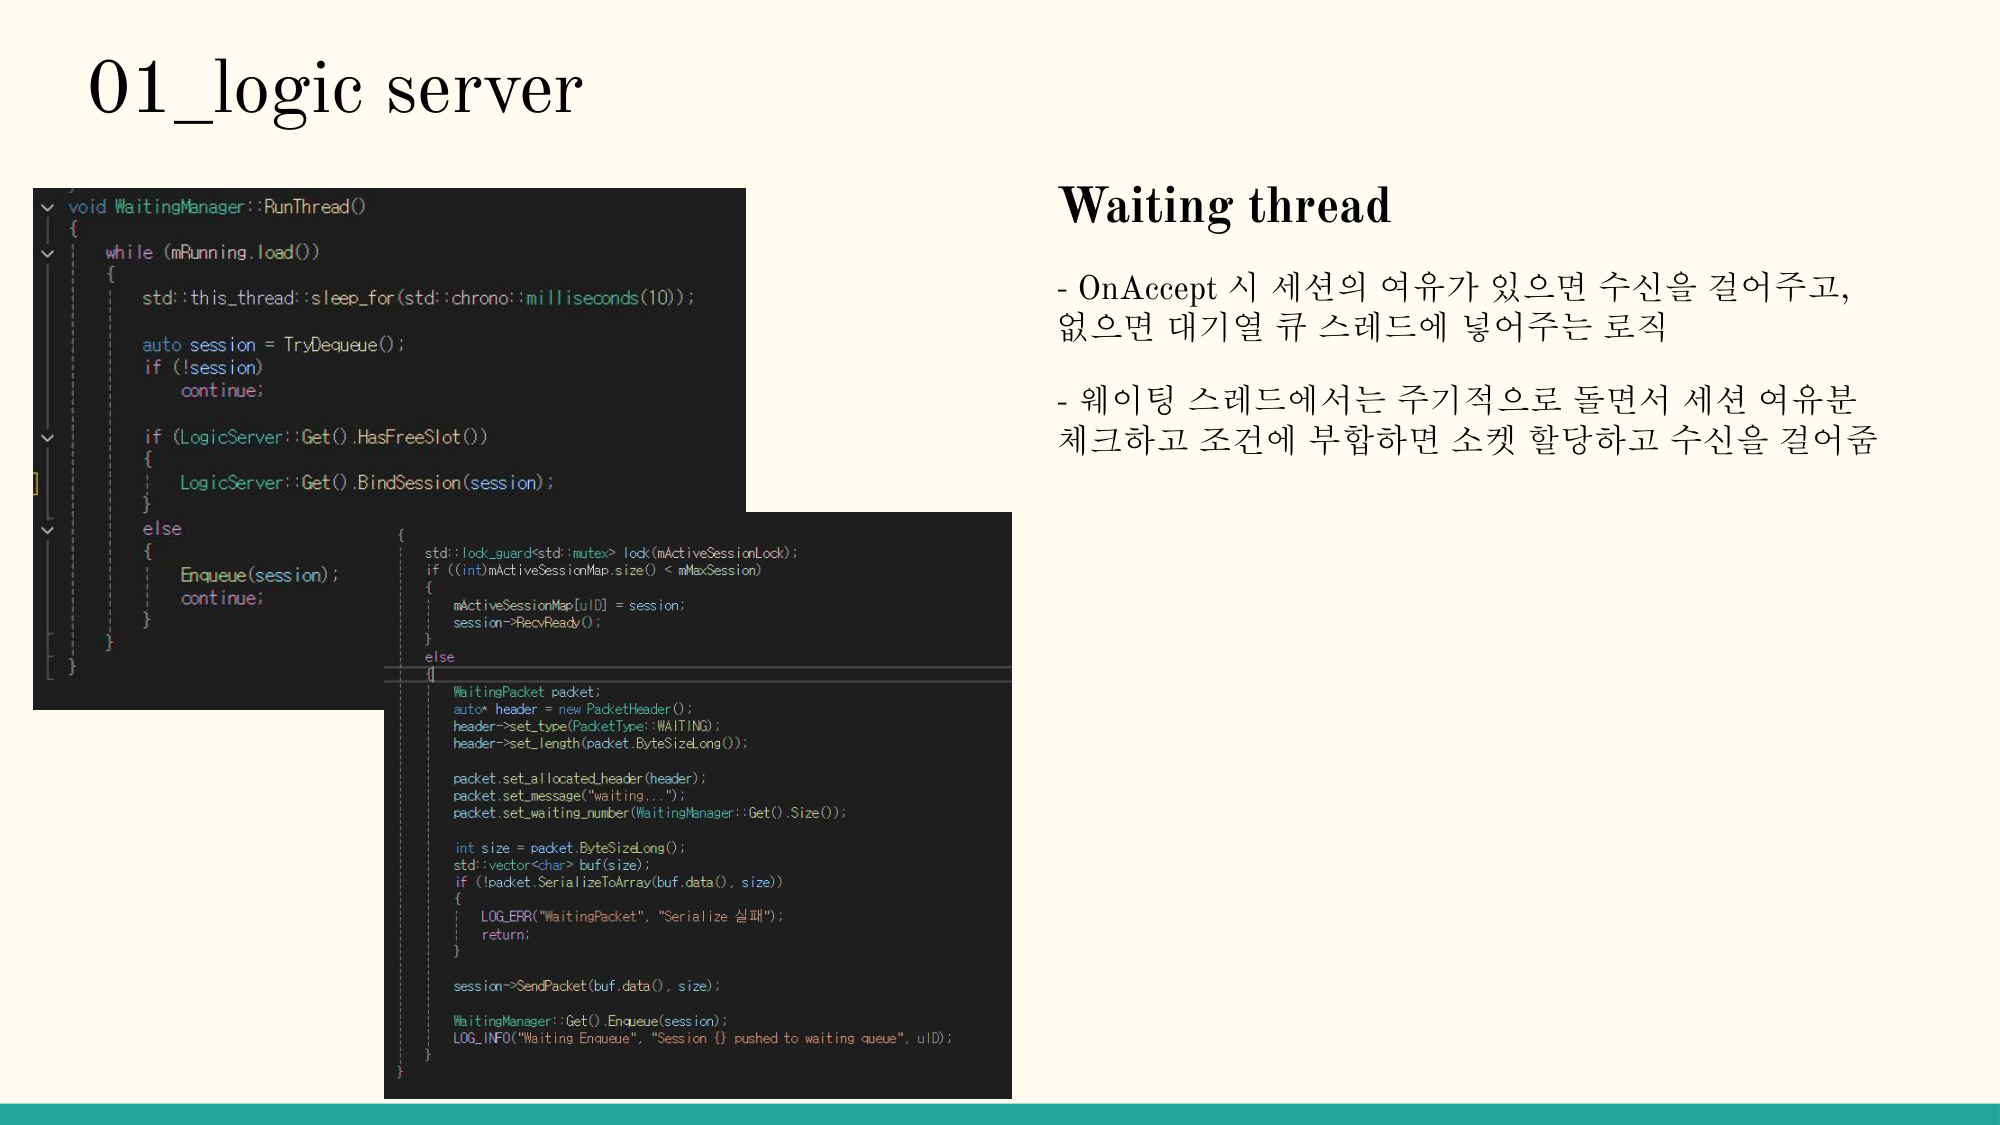 01_logic server
void WaitingManager::RunThread()
{
while (mRunning.load())
{
std::this_thread::sleep_for(std::chrono::milliseconds(10));
auto session = TryDequeue();
if (!session)
continue;
if (LogicServer::Get().HasFreeSlot())
{
LogicServer::Get().BindSession(session);
}
else
{
Enqueue(session);
continue;
}
}
}
{
std::lock_guard<std::mutex> lock(mActiveSessionLock);
if ((int)mActiveSessionMap.size() < mMaxSession)
{
mActiveSessionMap[uID] = session;
session->RecvReady();
}
else
{
WaitingPacket packet;
auto* header = new PacketHeader();
header->set_type(PacketType::WAITING);
header->set_length(packet.ByteSizeLong());
packet.set_allocated_header(header);
packet.set_message("waiting...");
packet.set_waiting_number(WaitingManager::Get().Size());
int size = packet.ByteSizeLong();
std::vector<char> buf(size);
if (!packet.SerializeToArray(buf.data(), size))
{
LOG_ERR("WaitingPacket", "Serialize 실패");
return;
}
session->SendPacket(buf.data(), size);
WaitingManager::Get().Enqueue(session);
LOG_INFO("Waiting Enqueue", "Session {} pushed to waiting queue", uID);
}
}
Waiting thread
- OnAccept 시 세션의 여유가 있으면 수신을 걸어주고,
없으면 대기열 큐 스레드에 넣어주는 로직
- 웨이팅 스레드에서는 주기적으로 돌면서 세션 여유분
체크하고 조건에 부합하면 소켓 할당하고 수신을 걸어줌